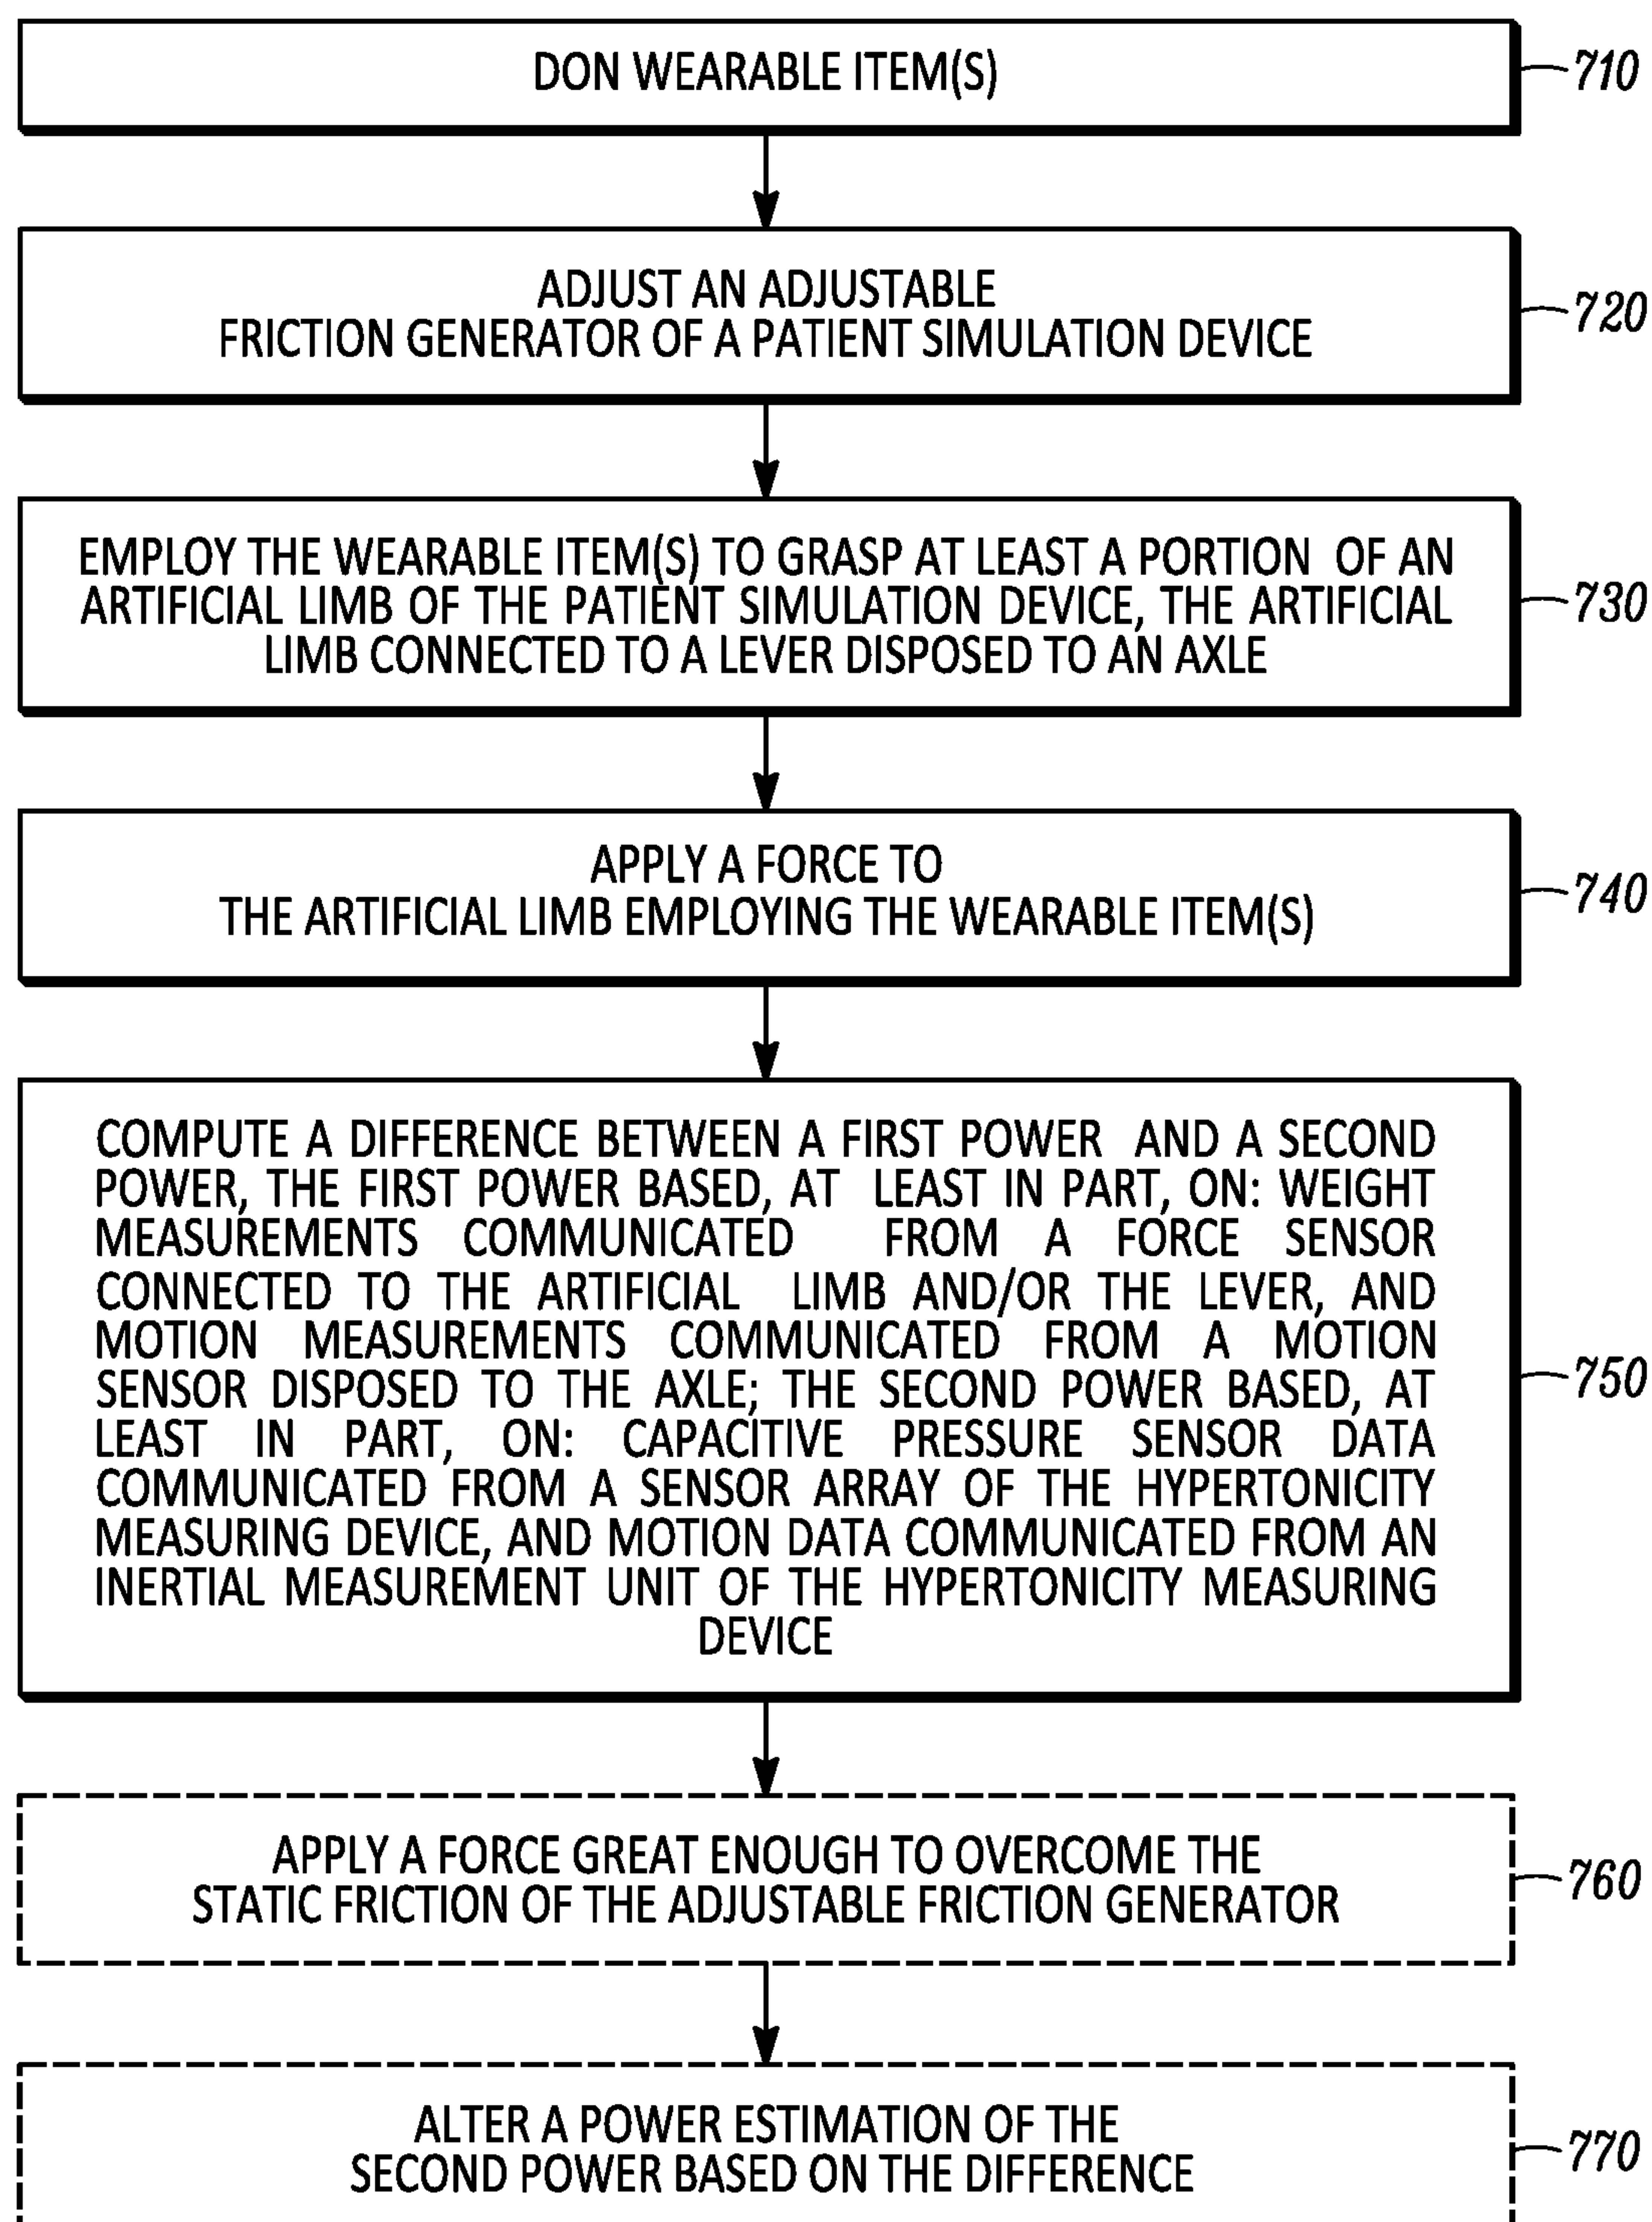 DON WEARABLE ITEM(S)
710
ADJUST AN ADJUSTABLE
FRICTION GENERATOR OF A PATIENT SIMULATION DEVICE
720
EMPLOY THE WEARABLE ITEM(S) TO GRASP AT LEAST A PORTION OF AN
ARTIFICIAL LIMB OF THE PATIENT SIMULATION DEVICE, THE ARTIFICIAL
LIMB CONNECTED TO A LEVER DISPOSED TO AN AXLE
730
APPLY A FORCE TO
THE ARTIFICIAL LIMB EMPLOYING THE WEARABLE ITEM(S)
740
COMPUTE A DIFFERENCE BETWEEN A FIRST POWER AND A SECOND
POWER, THE FIRST POWER BASED, AT LEAST IN PART, ON: WEIGHT
MEASUREMENTS COMMUNICATED FROM A FORCE SENSOR
CONNECTED TO THE ARTIFICIAL LIMB AND/OR THE LEVER, AND
MOTION MEASUREMENTS COMMUNICATED FROM A MOTION
SENSOR DISPOSED TO THE AXLE; THE SECOND POWER BASED, AT
LEAST IN PART, ON: CAPACITIVE PRESSURE SENSOR DATA
COMMUNICATED FROM A SENSOR ARRAY OF THE HYPERTONICITY
MEASURING DEVICE, AND MOTION DATA COMMUNICATED FROM AN
INERTIAL MEASUREMENT UNIT OF THE HYPERTONICITY MEASURING
DEVICE
750
APPLY A FORCE GREAT ENOUGH TO OVERCOME THE
STATIC FRICTION OF THE ADJUSTABLE FRICTION GENERATOR
760
ALTER A POWER ESTIMATION OF THE
SECOND POWER BASED ON THE DIFFERENCE
770